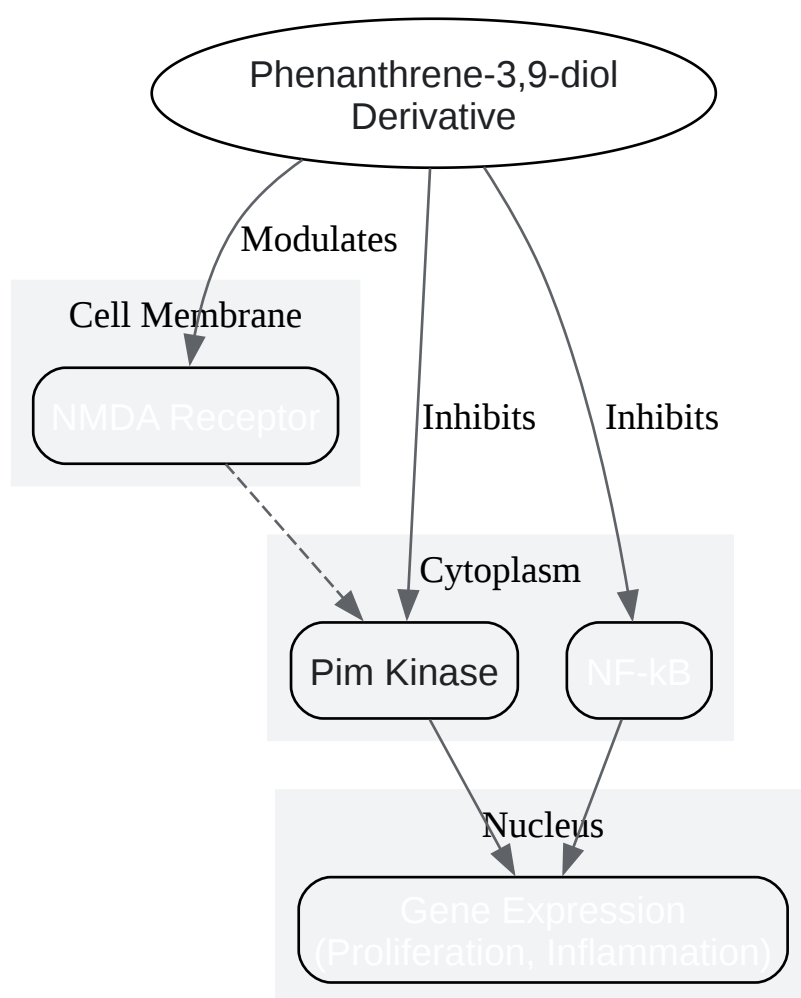 Phenanthrene-3,9-diol
Derivative
Modulates
Cell Membrane
NMDA Receptor
Inhibits
Inhibits
Cytoplasm
Pim Kinase
NF-kB
Nucleus
Gene Expression
(Proliferation, Inflammation)